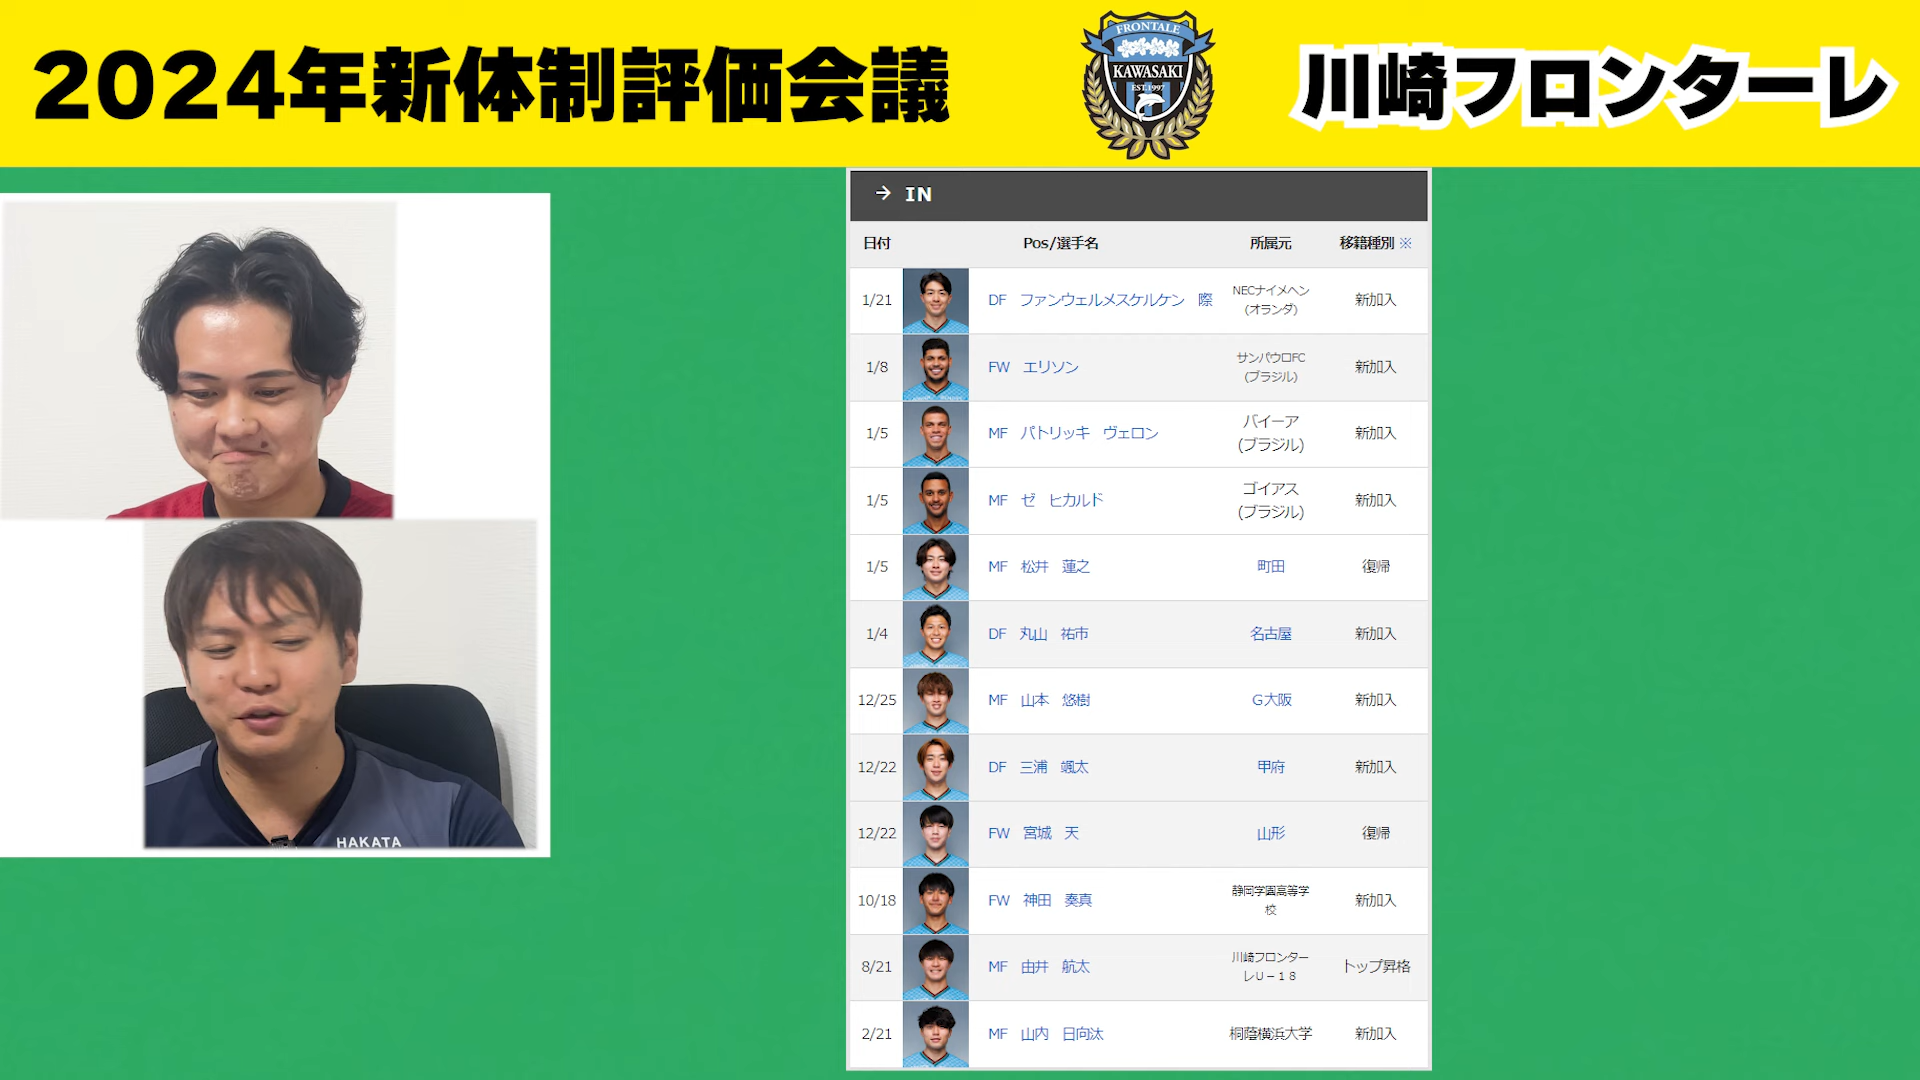 2024年新体制評価会議
FRONTALE
KAWASAKI
EST.1997
川崎フロンターレ
→ IN
日付 Pos/選手名 所属元 移籍種別 ※
1/21 DF ファンウェルメスケルケン 際 NECナイメヘン
(オランダ) 新加入
1/8 FW エリソン サンパウロFC
(ブラジル) 新加入
1/5 MF パトリッキ ヴェロン バイーア
(ブラジル) 新加入
1/5 MF ゼ ヒカルド ゴイアス
(ブラジル) 新加入
1/5 MF 松井 蓮之 町田 復帰
1/4 DF 丸山 祐市 名古屋 新加入
12/25 MF 山本 悠樹 G大阪 新加入
12/22 DF 三浦 颯太 甲府 新加入
12/22 FW 宮城 天 山形 復帰
10/18 FW 神田 奏真 静岡学園高等学
校 新加入
8/21 MF 由井 航太 川崎フロンター
レU－18 トップ昇格
2/21 MF 山内 日向汰 桐蔭横浜大学 新加入
HAKATA